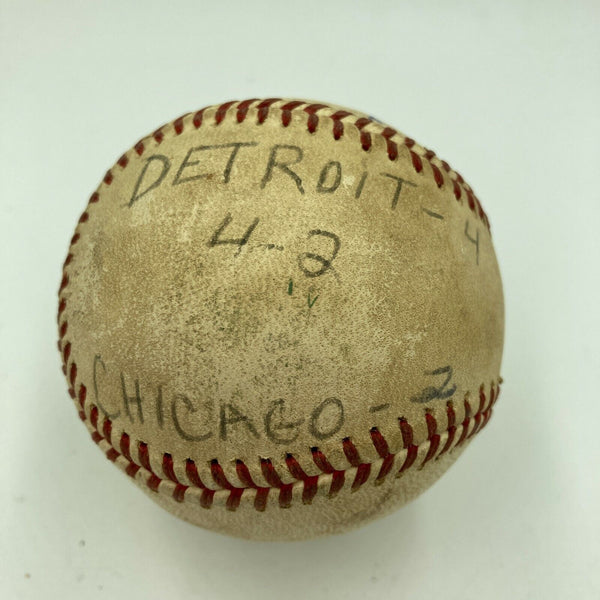 DETROIT - 4
4-2
CHICAGO - 2